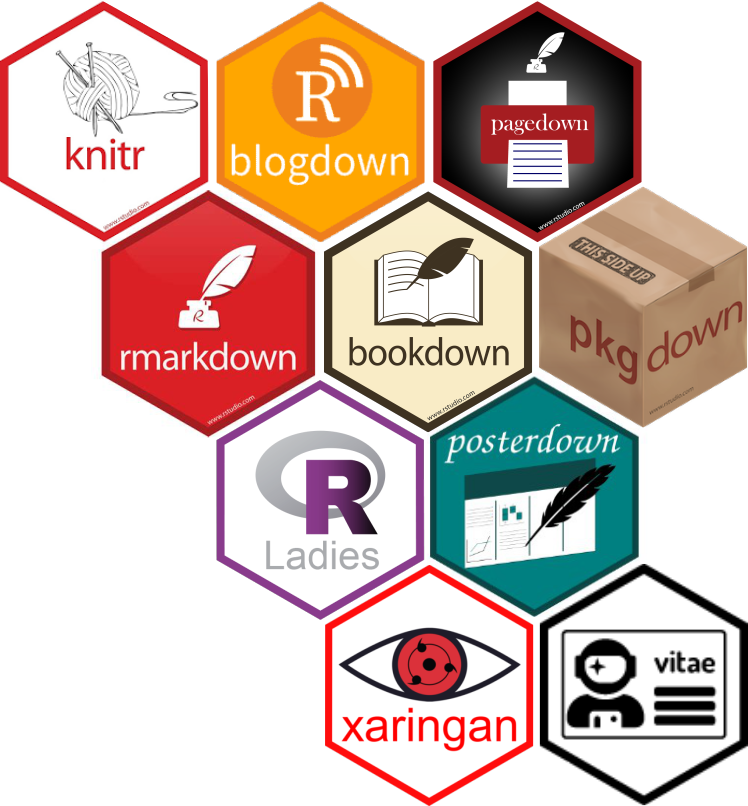 knitr
www.rstudio.com
R
blogdown
R
pagedown
www.rstudio.com
R
rmarkdown
www.rstudio.com
bookdown
www.rstudio.com
THIS SIDE UP
pkgdown
www.rstudio.com
R
Ladies
posterdown
xaringan
vitae